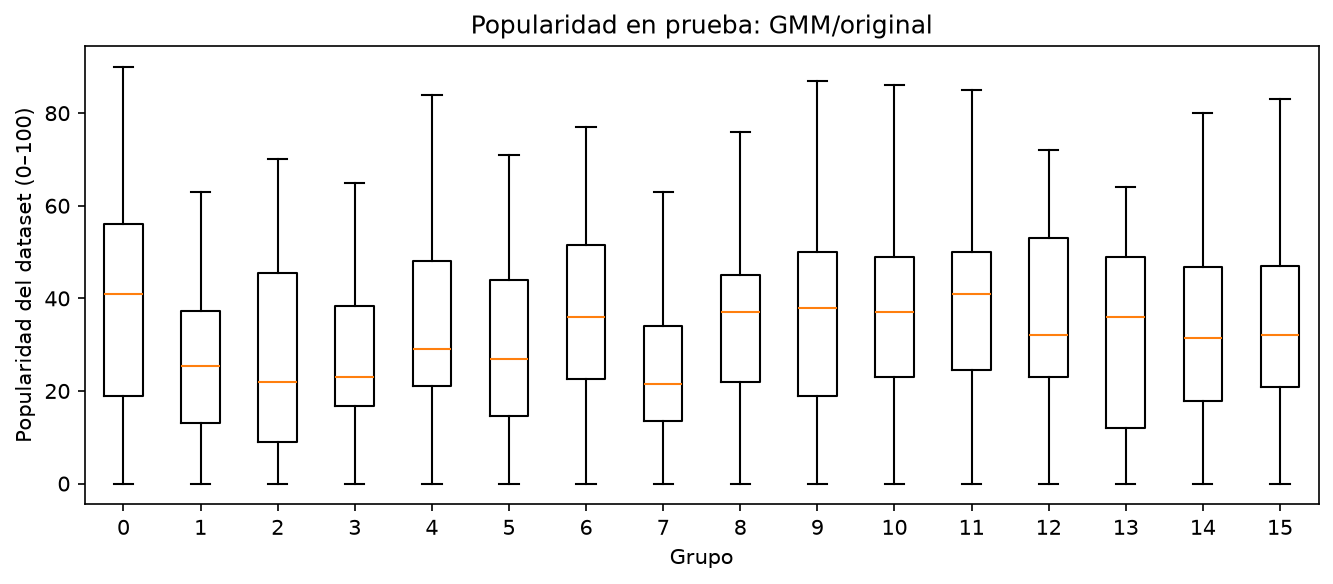 Popularidad en prueba: GMM/original
Popularidad del dataset (0–100)
80
60
40
20
0
0 1 2 3 4 5 6 7 8 9 10 11 12 13 14 15
Grupo